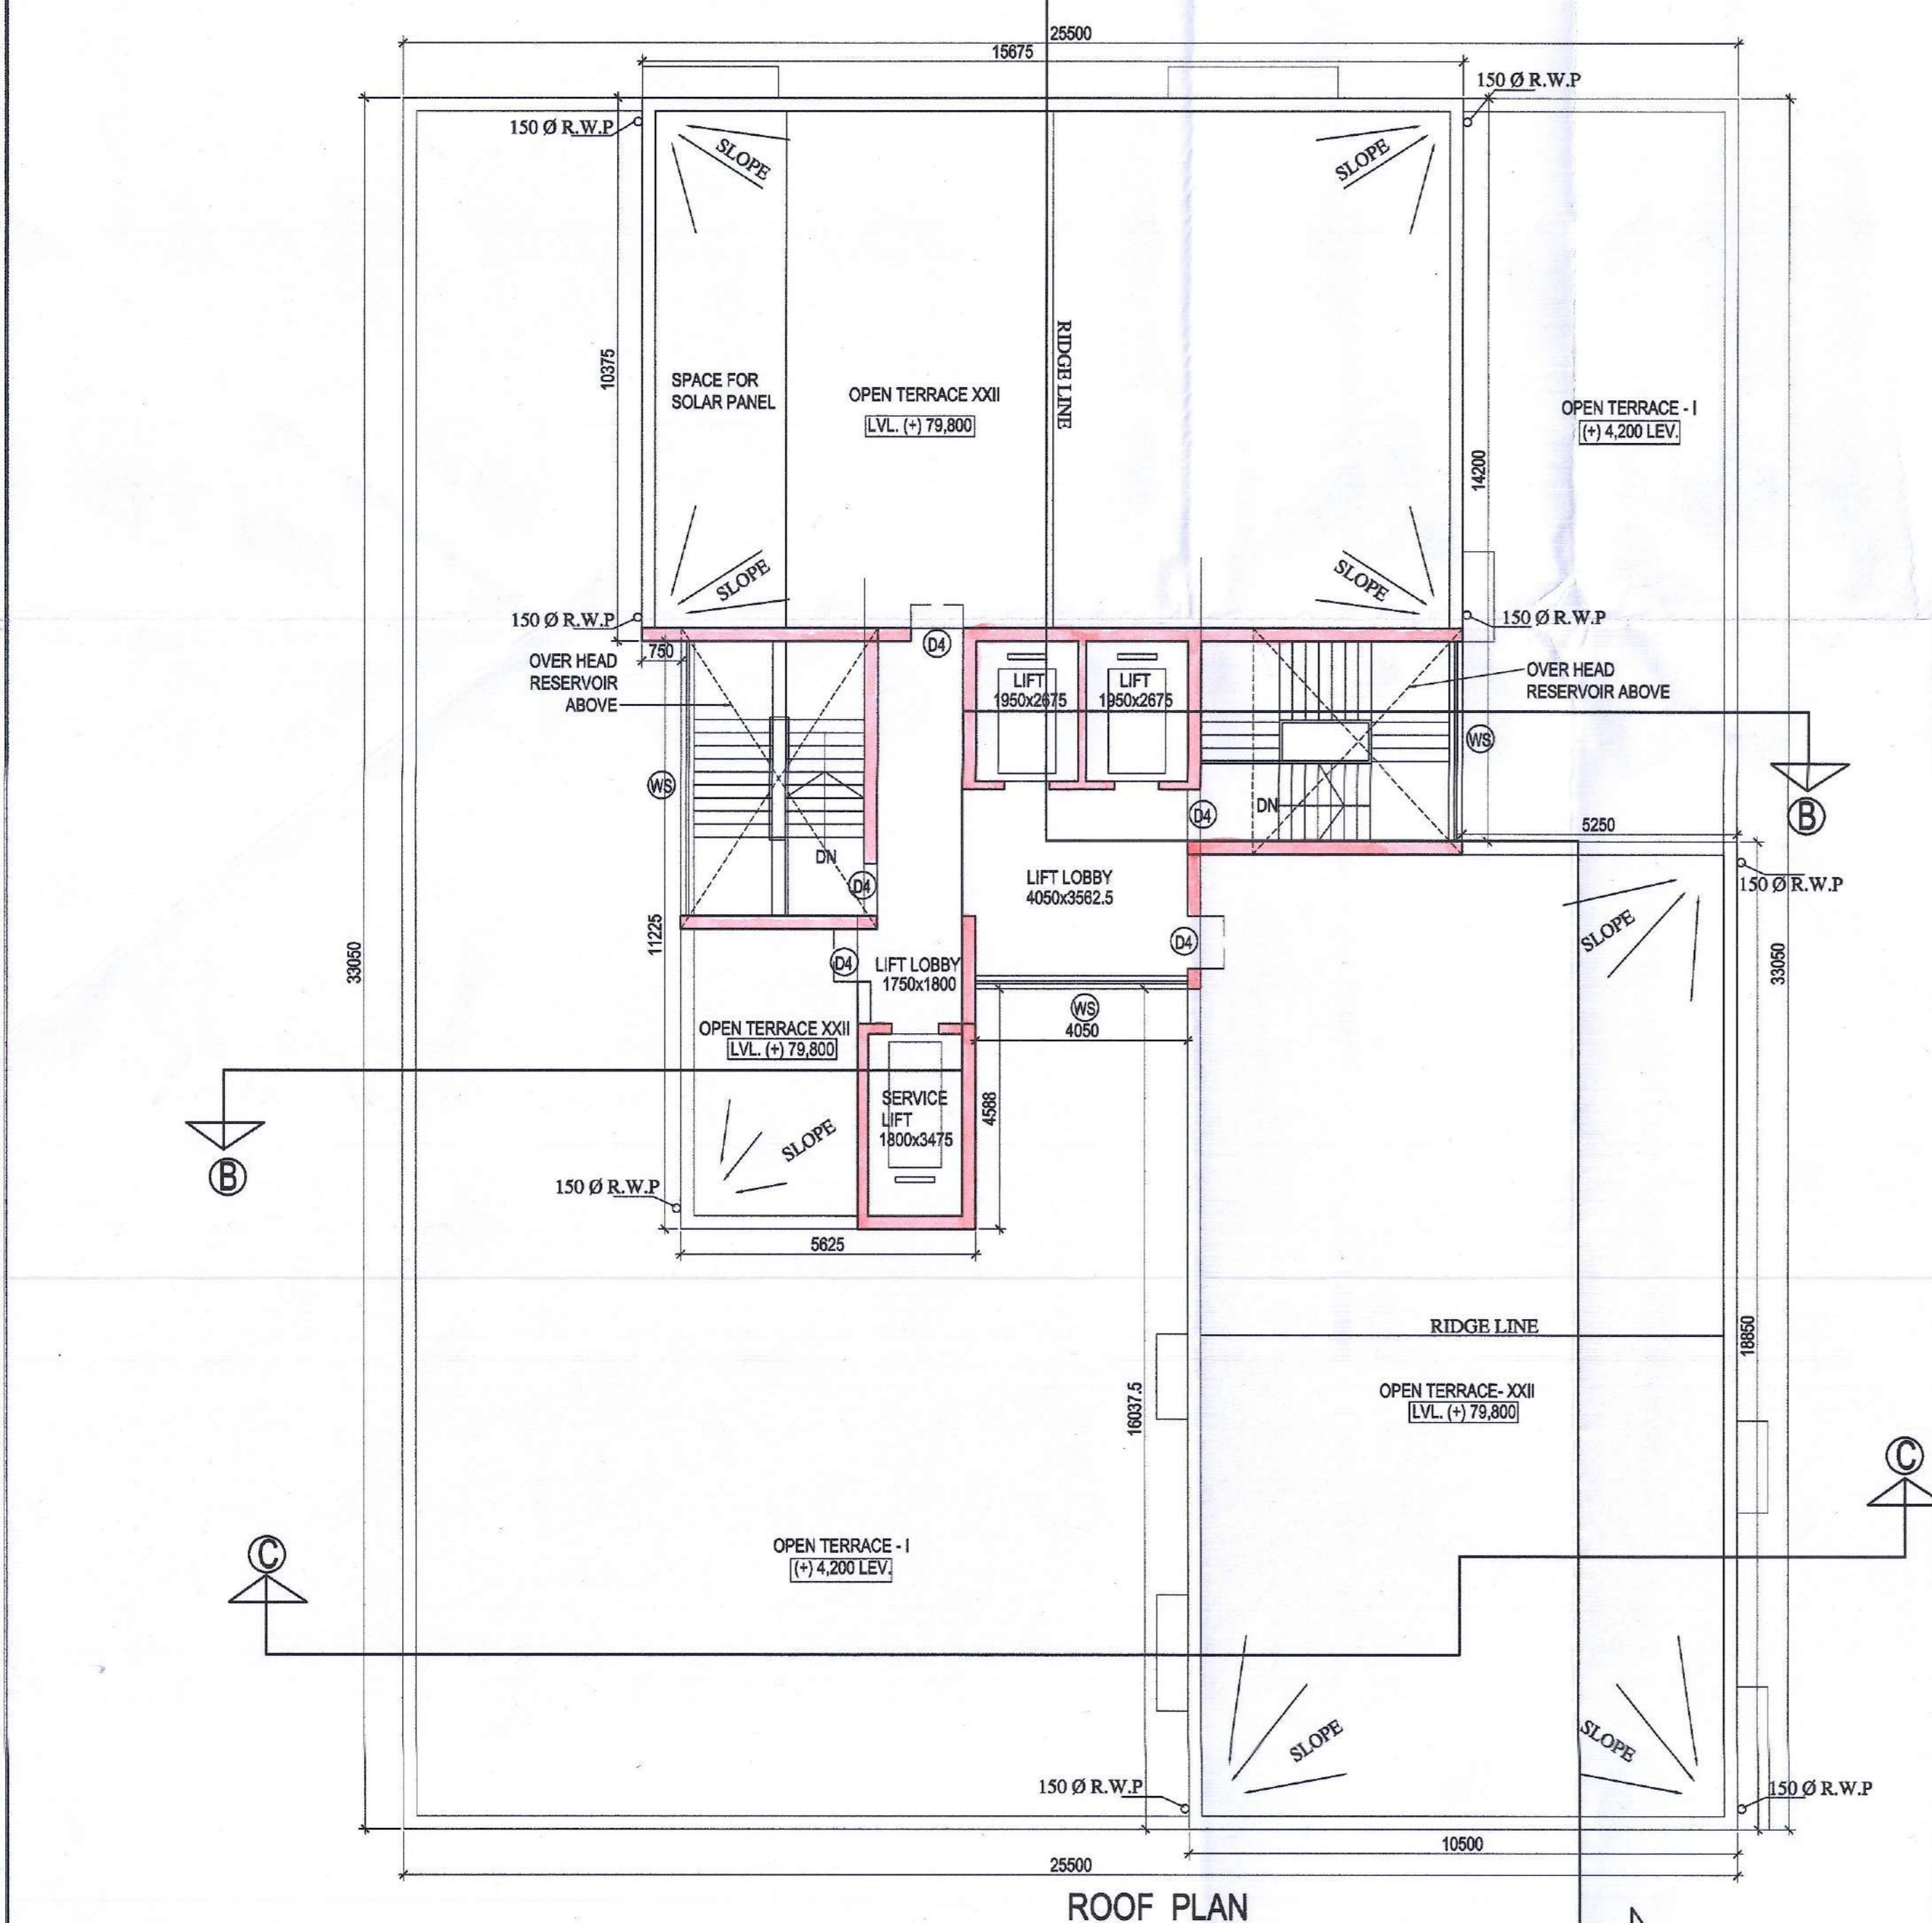 25500
15675
150 Ø R.W.P
150 Ø R.W.P
SLOPE
SLOPE
10375
SPACE FOR
SOLAR PANEL
OPEN TERRACE XXII
LVL. (+) 79,800
RIDGE LINE
OPEN TERRACE - I
(+) 4,200 LEV.
14200
SLOPE
SLOPE
150 Ø R.W.P
150 Ø R.W.P
750
D4
OVER HEAD
RESERVOIR
ABOVE
LIFT
1950x2675
LIFT
1950x2675
OVER HEAD
RESERVOIR ABOVE
WS
WS
D4
DN
B
5250
DN
D4
LIFT LOBBY
4050x3562.5
150 Ø R.W.P
SLOPE
11225
33050
33050
D4
D4
LIFT LOBBY
1750x1800
WS
4050
OPEN TERRACE XXII
LVL. (+) 79,800
SERVICE
LIFT
1800x3475
4588
SLOPE
B
150 Ø R.W.P
5625
RIDGE LINE
18850
OPEN TERRACE- XXII
LVL. (+) 79,800
16037.5
C
OPEN TERRACE - I
(+) 4,200 LEV.
C
SLOPE
SLOPE
150 Ø R.W.P
150 Ø R.W.P
10500
25500
ROOF PLAN